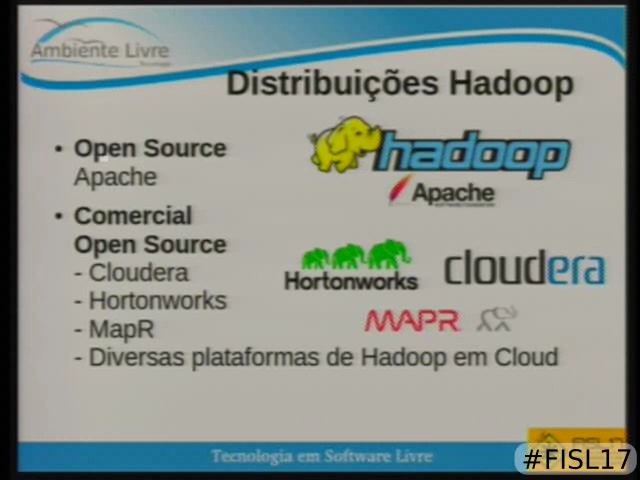 Ambiente Livre
Tecnologia
Distribuições Hadoop
• Open Source
Apache
hadoop
Apache
• Comercial
Open Source
- Cloudera
- Hortonworks
- MapR
- Diversas plataformas de Hadoop em Cloud
Hortonworks
cloudera
MAPR
Tecnologia em Software Livre
#FISL17